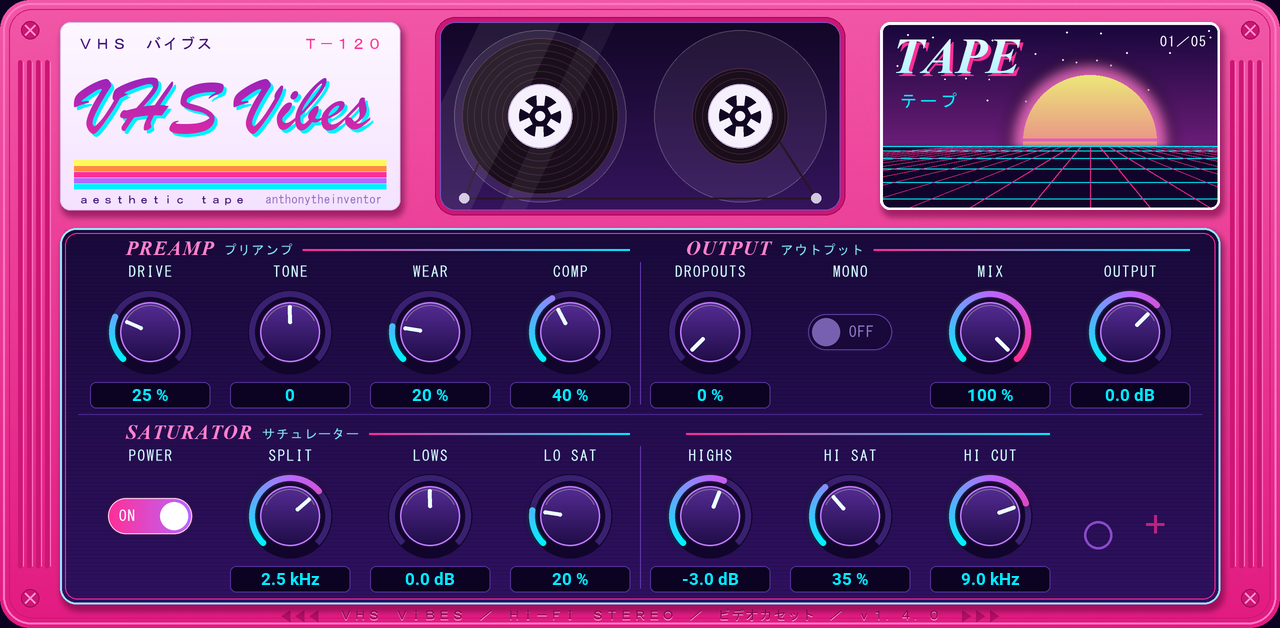 VHS バイブス
T-120
VHS Vibes
aesthetic tape
anthonytheinventor
TAPE
01/05
テープ
PREAMP プリアンプ
OUTPUT アウトプット
DRIVE
TONE
WEAR
COMP
DROPOUTS
MONO
MIX
OUTPUT
OFF
25 %
0
20 %
40 %
0 %
100 %
0.0 dB
SATURATOR サチュレーター
POWER
SPLIT
LOWS
LO SAT
HIGHS
HI SAT
HI CUT
ON
2.5 kHz
0.0 dB
20 %
-3.0 dB
35 %
9.0 kHz
VHS VIBES / HI-FI STEREO / ビデオカセット / v1.4.0